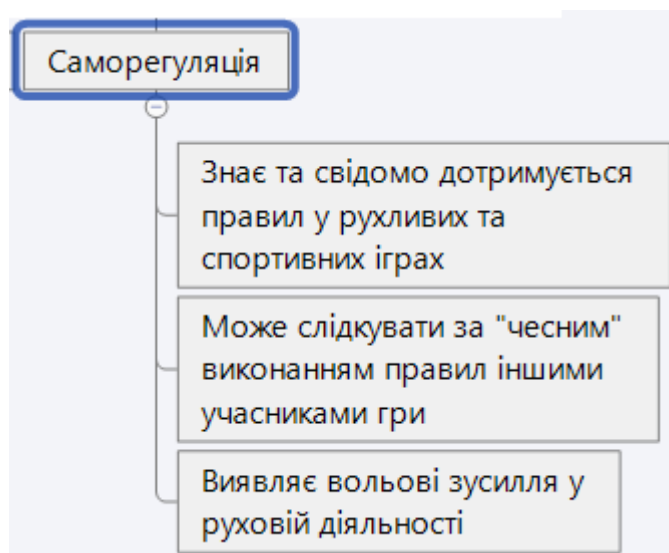 Саморегуляція
Знає та свідомо дотримується
правил у рухливих та
спортивних іграх
Може слідкувати за "чесним"
виконанням правил іншими
учасниками гри
Виявляє вольові зусилля у
руховій діяльності